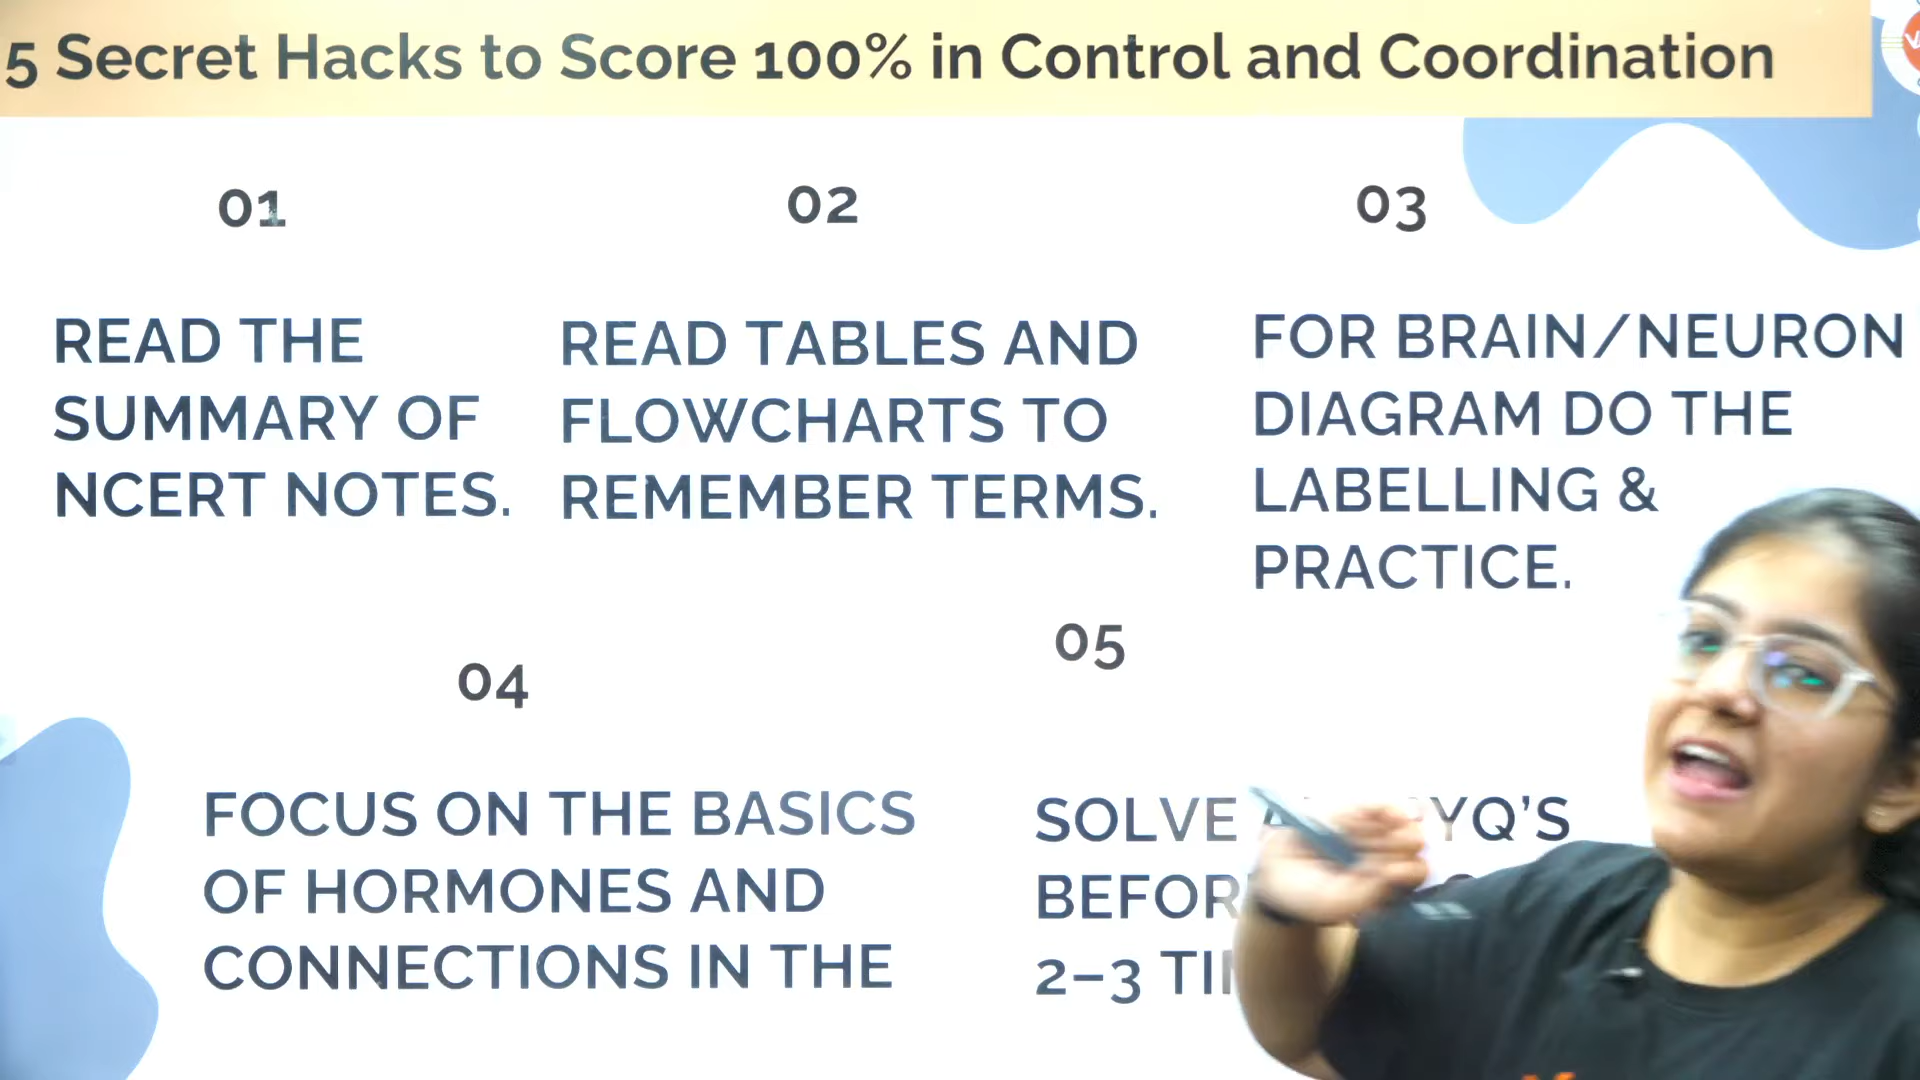 5 Secret Hacks to Score 100% in Control and Coordination
01
READ THE
SUMMARY OF
NCERT NOTES.
02
READ TABLES AND
FLOWCHARTS TO
REMEMBER TERMS.
03
FOR BRAIN/NEURON
DIAGRAM DO THE
LABELLING &
PRACTICE.
04
FOCUS ON THE BASICS
OF HORMONES AND
CONNECTIONS IN THE
05
SOLVE
2–3